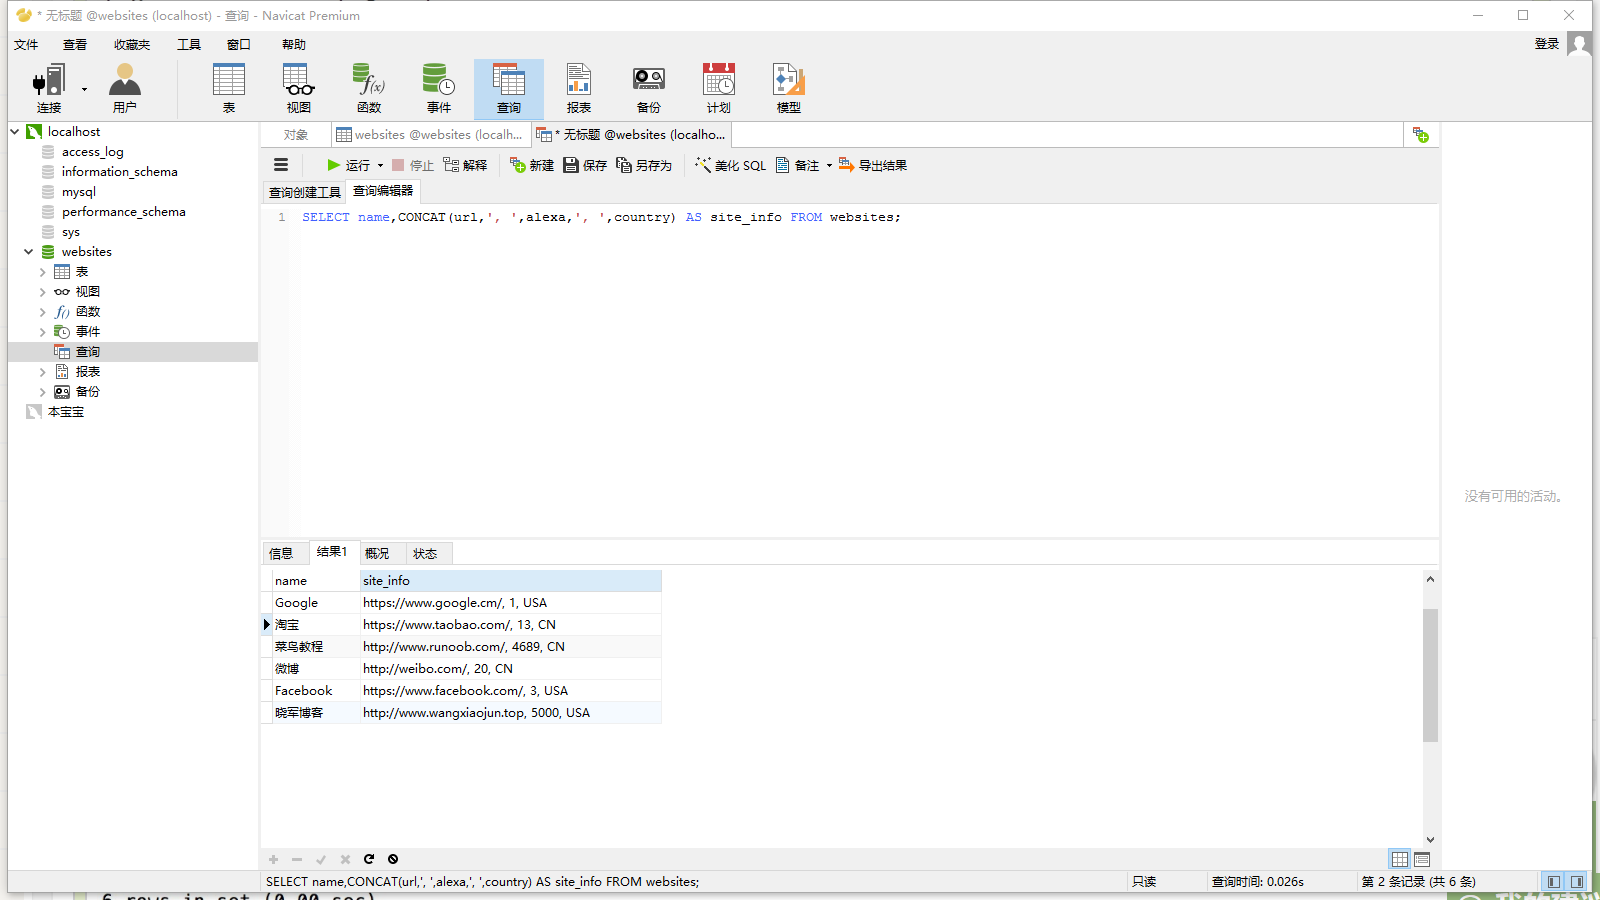 * 无标题 @websites (localhost) - 查询 - Navicat Premium
文件 查看 收藏夹 工具 窗口 帮助 登录
连接 用户 表 视图 函数 事件 查询 报表 备份 计划 模型
localhost
access_log
information_schema
mysql
performance_schema
sys
websites
表
视图
函数
事件
查询
报表
备份
本宝宝
对象 websites @websites (localh... * 无标题 @websites (localho...
运行 停止 解释 新建 保存 另存为 美化 SQL 备注 导出结果
查询创建工具 查询编辑器
1 SELECT name,CONCAT(url,', ',alexa,', ',country) AS site_info FROM websites;
没有可用的活动。
信息 结果1 概况 状态
name site_info
Google https://www.google.cm/, 1, USA
淘宝 https://www.taobao.com/, 13, CN
菜鸟教程 http://www.runoob.com/, 4689, CN
微博 http://weibo.com/, 20, CN
Facebook https://www.facebook.com/, 3, USA
晓军博客 http://www.wangxiaojun.top, 5000, USA
SELECT name,CONCAT(url,', ',alexa,', ',country) AS site_info FROM websites; 只读 查询时间: 0.026s 第 2 条记录 (共 6 条)
6 rows in set (0.00 sec)